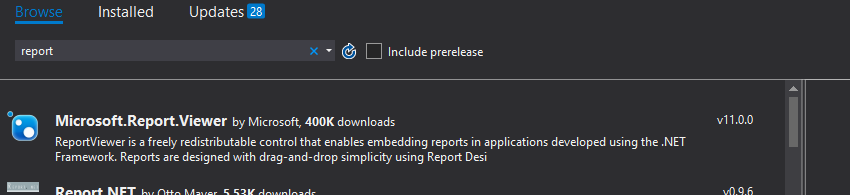 Browse Installed Updates 28
report Include prerelease
Microsoft.Report.Viewer by Microsoft, 400K downloads v11.0.0
ReportViewer is a freely redistributable control that enables embedding reports in applications developed using the .NET
Framework. Reports are designed with drag-and-drop simplicity using Report Desi
Report.NET by Otto Mayer, 5.53K downloads v0.9.6